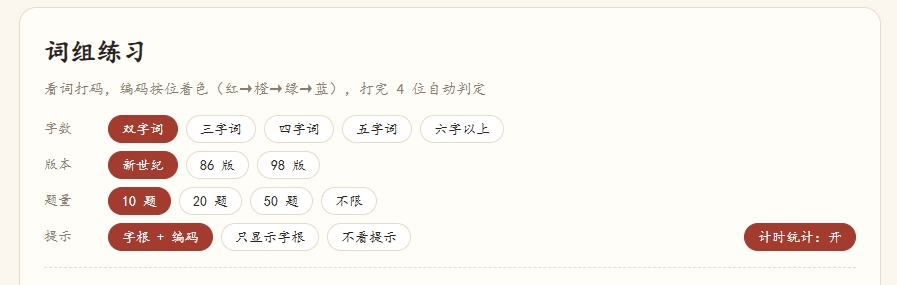 词组练习
看词打码，编码按位着色（红→橙→绿→蓝），打完 4 位自动判定
字数 双字词 三字词 四字词 五字词 六字以上
版本 新世纪 86 版 98 版
题量 10 题 20 题 50 题 不限
提示 字根 + 编码 只显示字根 不看提示 计时统计：开